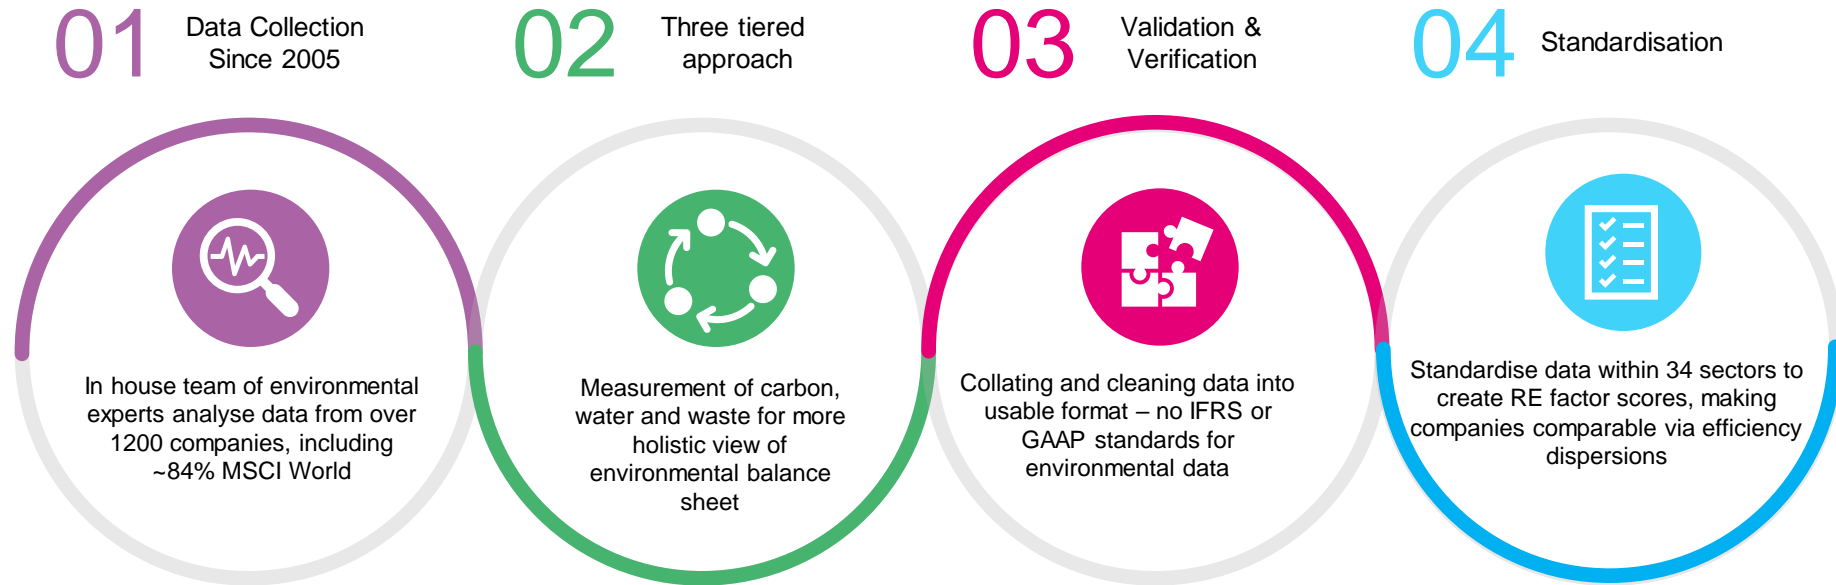 01
Data Collection
Since 2005
In house team of environmental
experts analyse data from over
1200 companies, including
~84% MSCI World
02
Three tiered
approach
Measurement of carbon,
water and waste for more
holistic view of
environmental balance
sheet
03
Validation &
Verification
Collating and cleaning data into
usable format – no IFRS or
GAAP standards for
environmental data
04
Standardisation
Standardise data within 34 sectors to
create RE factor scores, making
companies comparable via efficiency
dispersions